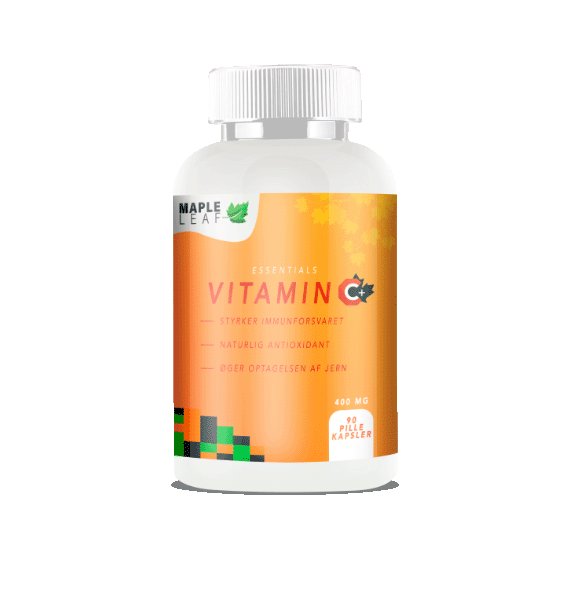 MAPLE
LEAF
ESSENTIALS
VITAMIN C+
STYRKER IMMUNFORSVARET
NATURLIG ANTIOXIDANT
ØGER OPTAGELSEN AF JERN
400 MG
90
PILLE
KAPSLER